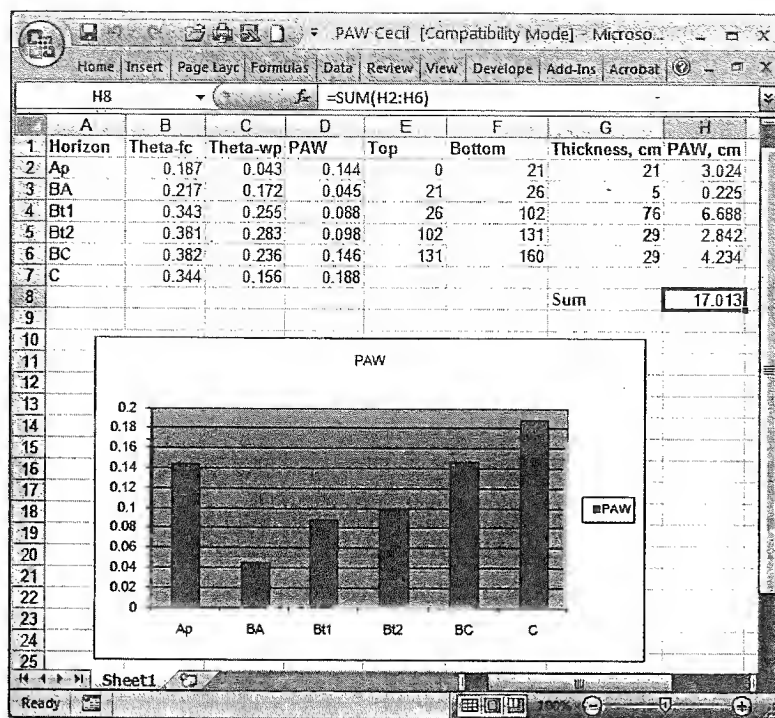 PAW Cecil [Compatibility Mode] - Microso...
Home Insert Page Layc Formulas Data Review View Develope Add-Ins Acrobat
H8 fx =SUM(H2:H6)
A B C D E F G H
1 Horizon Theta-fc Theta-wp PAW Top Bottom Thickness, cm PAW, cm
2 Ap 0.187 0.043 0.144 0 21 21 3.024
3 BA 0.217 0.172 0.045 21 26 5 0.225
4 Bt1 0.343 0.255 0.088 26 102 76 6.688
5 Bt2 0.381 0.283 0.098 102 131 29 2.842
6 BC 0.382 0.236 0.146 131 160 29 4.234
7 C 0.344 0.156 0.188
8 Sum 17.013
9
10
11 PAW
12
13 0.2
14 0.18
15 0.16
16 0.14
17 0.12
18 0.1 PAW
19 0.08
20 0.06
21 0.04
22 0.02
23 0
24 Ap BA Bt1 Bt2 BC C
25
Sheet1
Ready 100%